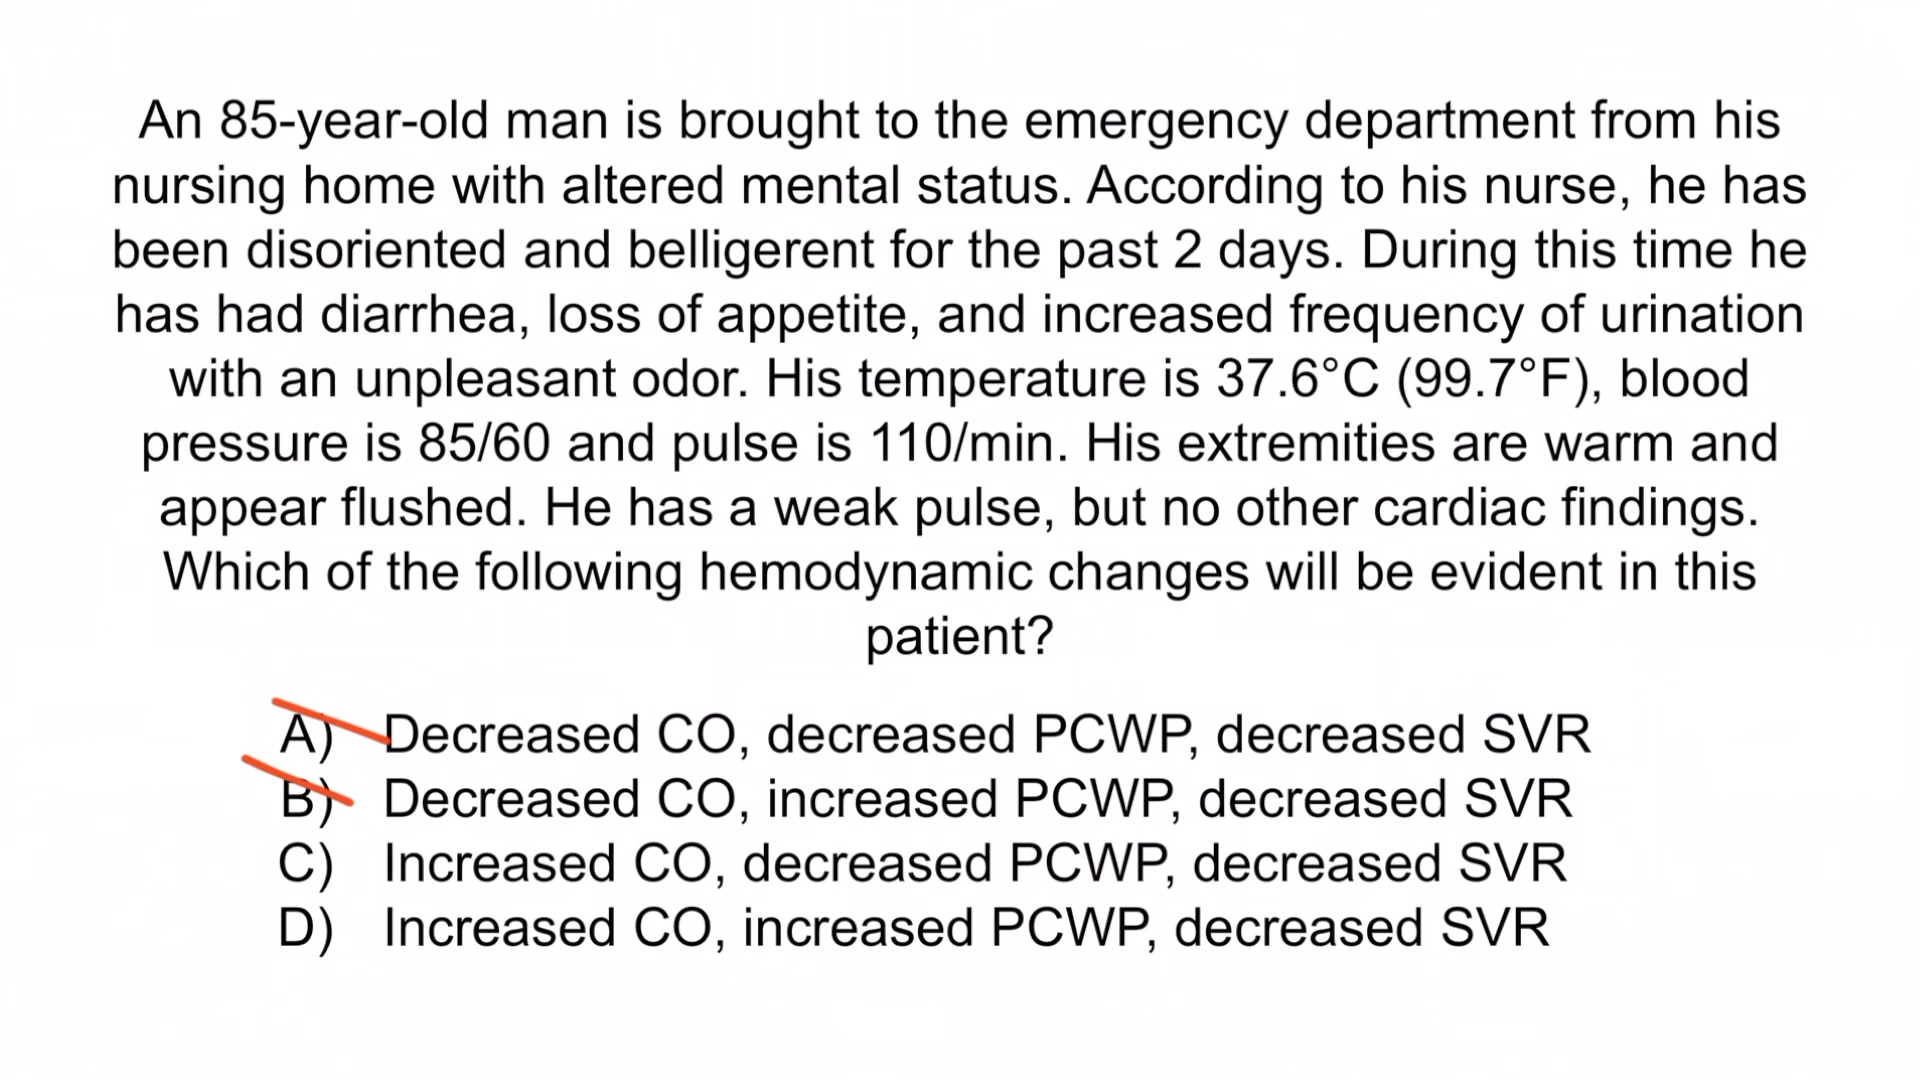 An 85-year-old man is brought to the emergency department from his
nursing home with altered mental status. According to his nurse, he has
been disoriented and belligerent for the past 2 days. During this time he
has had diarrhea, loss of appetite, and increased frequency of urination
with an unpleasant odor. His temperature is 37.6°C (99.7°F), blood
pressure is 85/60 and pulse is 110/min. His extremities are warm and
appear flushed. He has a weak pulse, but no other cardiac findings.
Which of the following hemodynamic changes will be evident in this
patient?
A) Decreased CO, decreased PCWP, decreased SVR
B) Decreased CO, increased PCWP, decreased SVR
C) Increased CO, decreased PCWP, decreased SVR
D) Increased CO, increased PCWP, decreased SVR